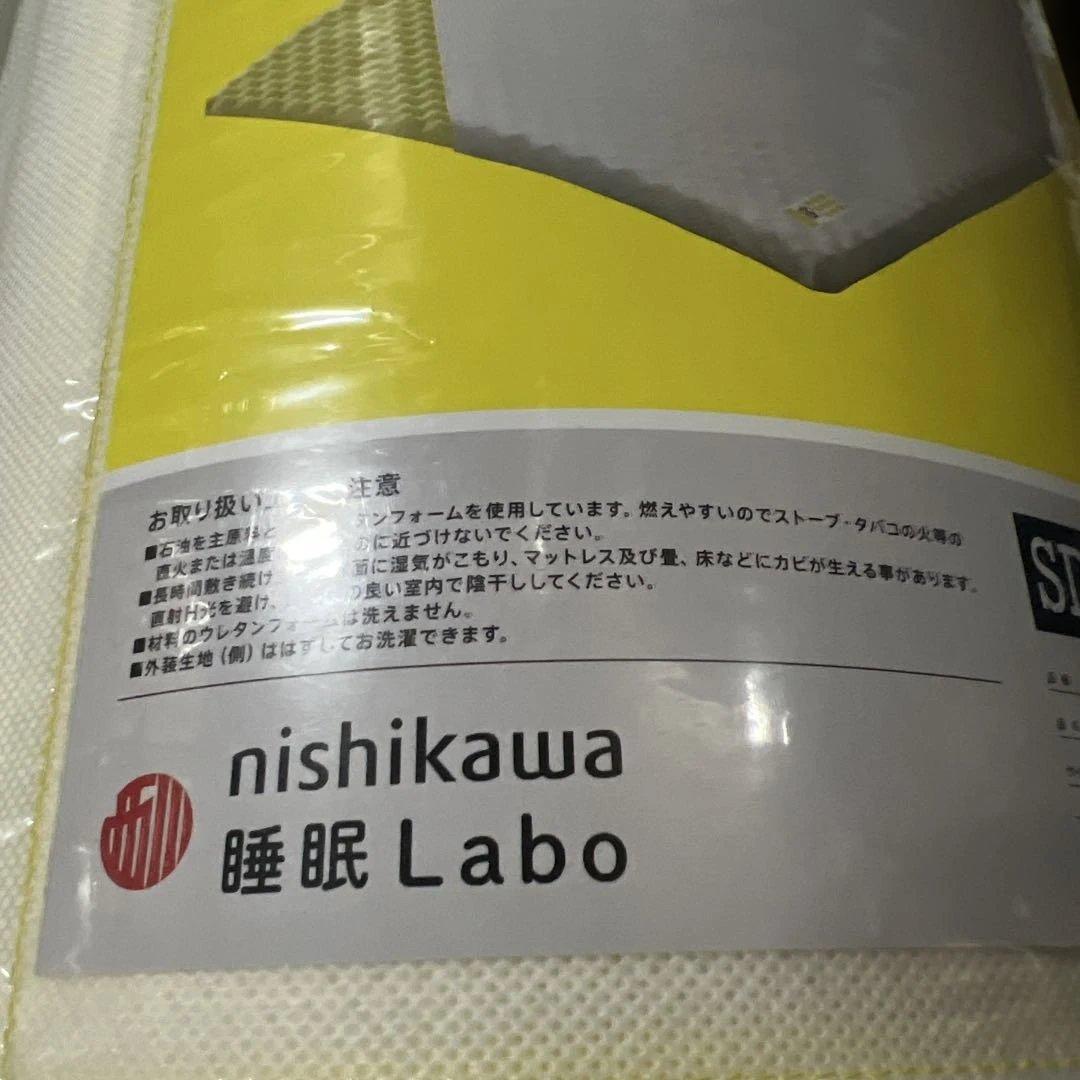 お取り扱い 注意
■石油を主原料と ンフォームを使用しています。燃えやすいのでストーブ・タバコの火等の
直火または温度 のに近づけないでください。
■長時間敷き続け 面に湿気がこもり、マットレス及び畳、床などにカビが生える事があります。
直射日光を避け、 の良い室内で陰干ししてください。
■材料のウレタンフォームは洗えません。
■外装生地(側)ははずしてお洗濯できます。
nishikawa
睡眠Labo